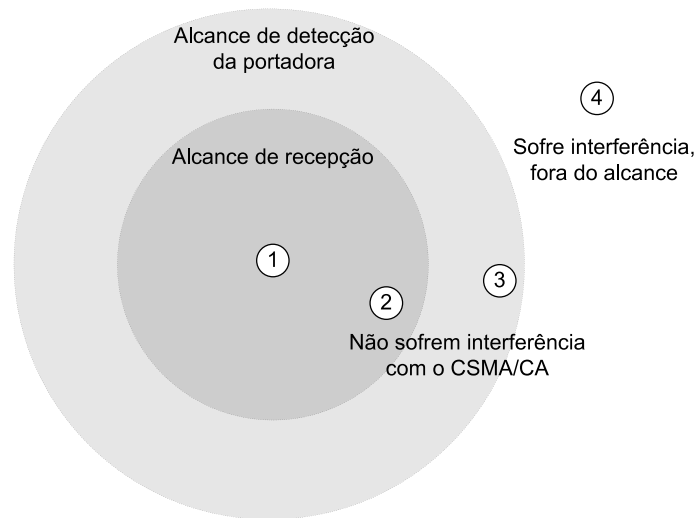 Alcance de detecção
da portadora
4
Sofre interferência,
fora do alcance
Alcance de recepção
1
3
2
Não sofrem interferência
com o CSMA/CA